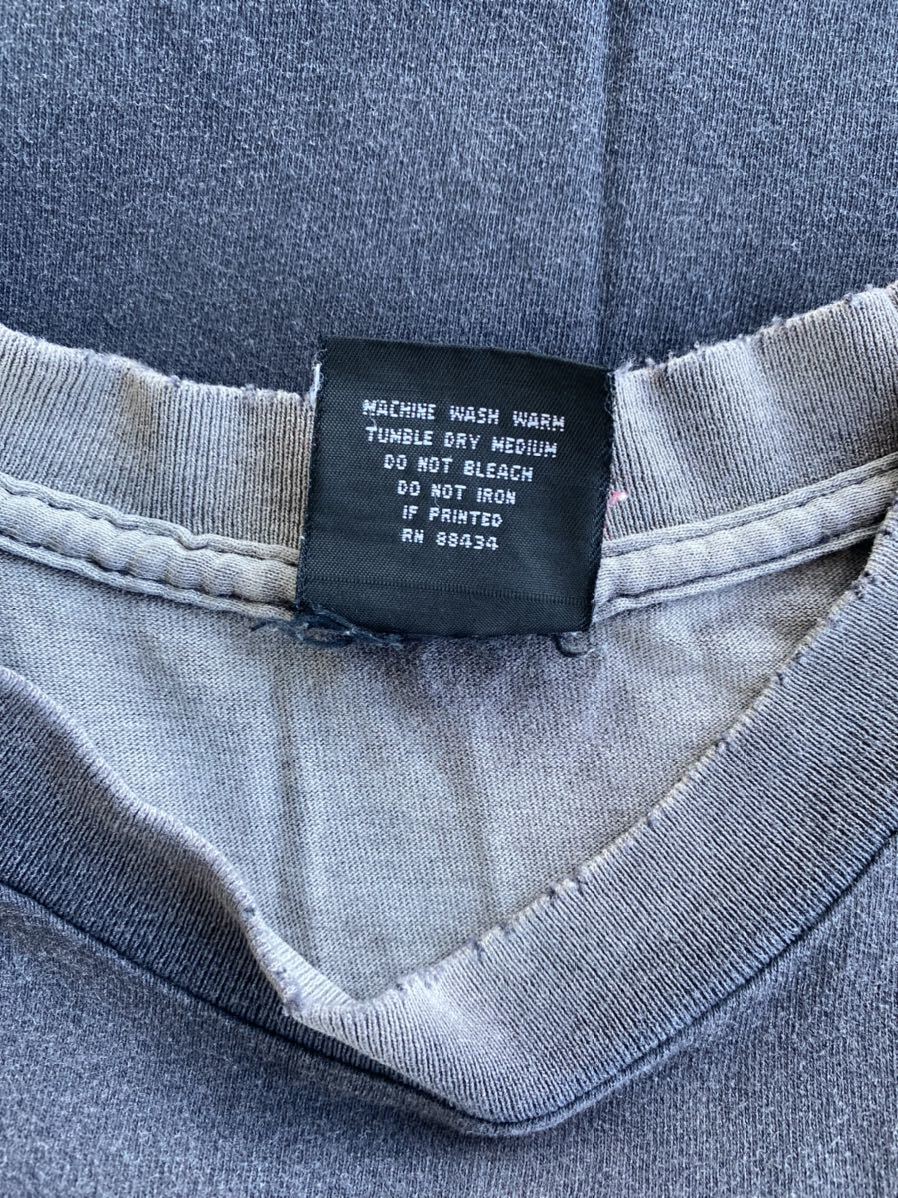 MACHINE WASH WARM
TUMBLE DRY MEDIUM
DO NOT BLEACH
DO NOT IRON
IF PRINTED
RN 88434